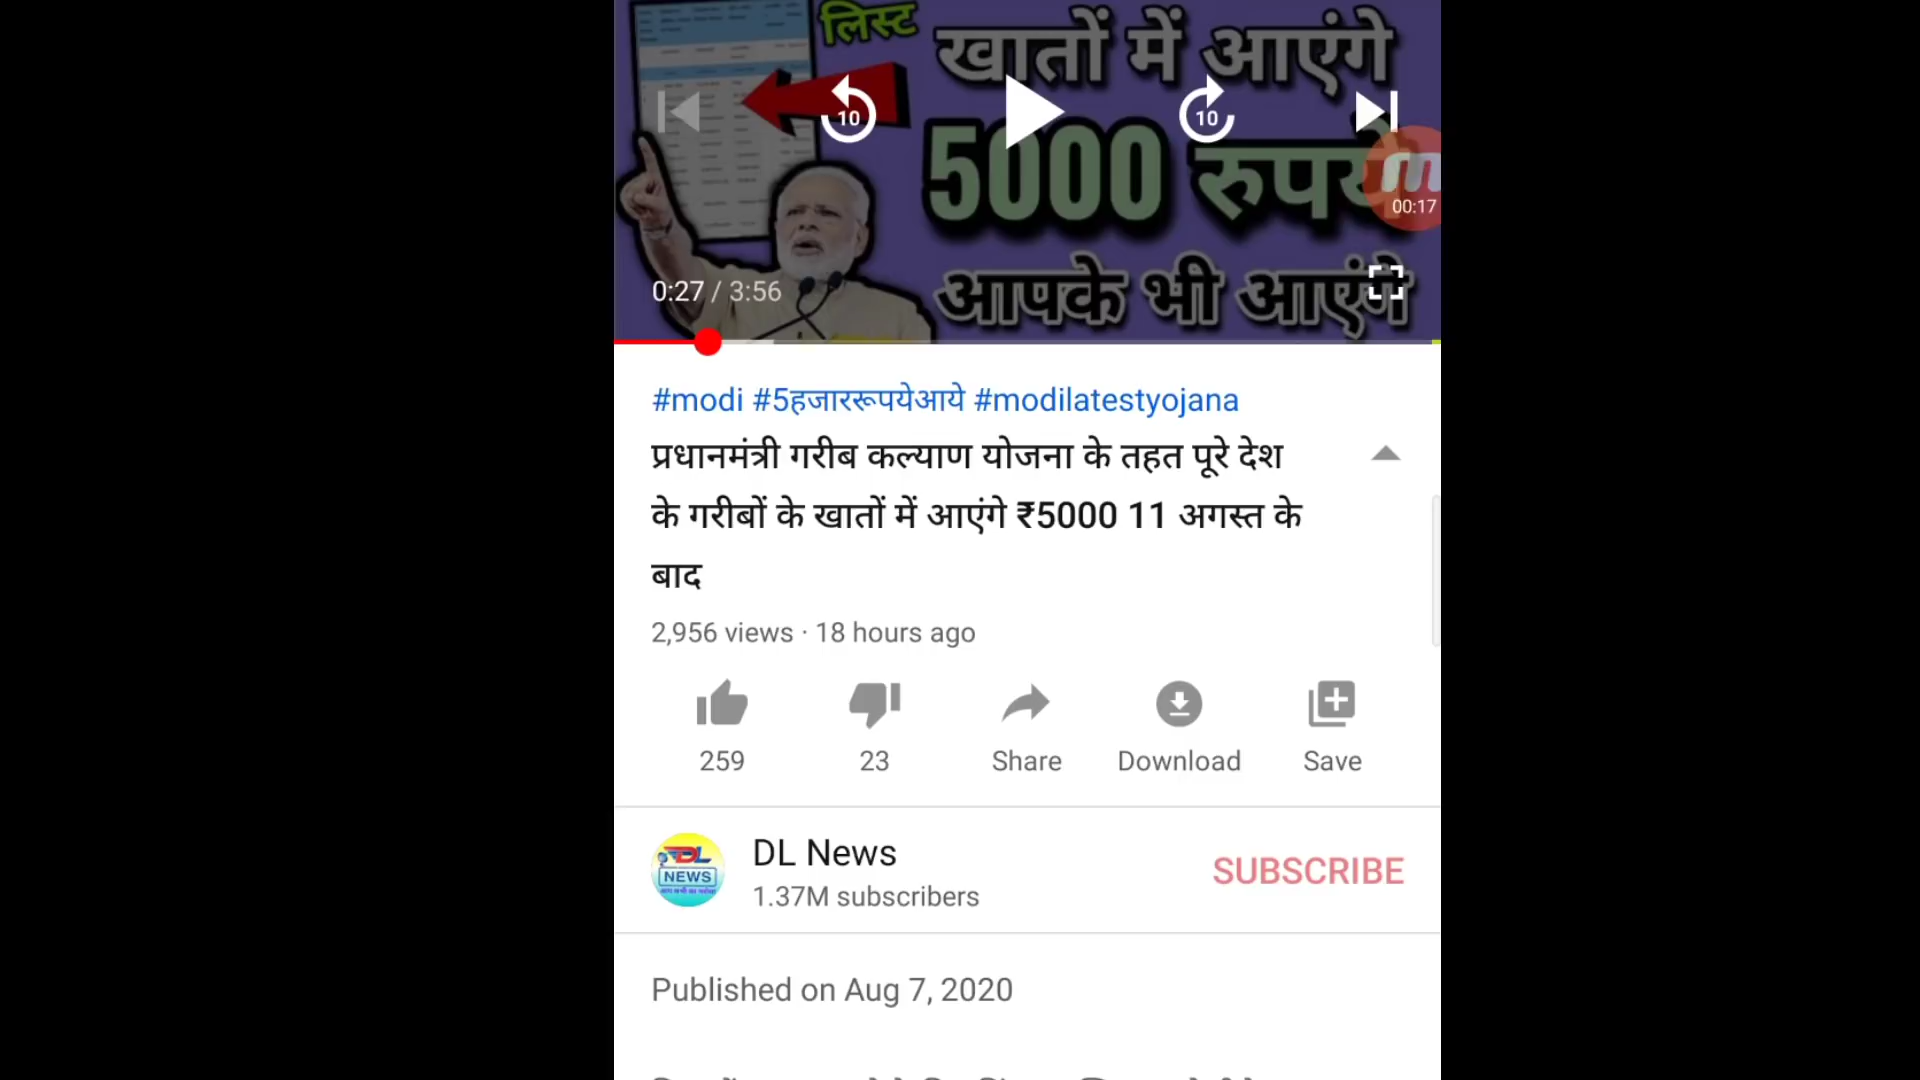 लिस्ट
खातों में आएंगे
10
10
5000 रुपये
00:17
0:27 / 3:56
आपके भी आएंगे
#modi #5हजाररूपयेआये #modilatestyojana
प्रधानमंत्री गरीब कल्याण योजना के तहत पूरे देश
के गरीबों के खातों में आएंगे ₹5000 11 अगस्त के
बाद
2,956 views · 18 hours ago
259
23
Share
Download
Save
DL
NEWS
DL News
1.37M subscribers
SUBSCRIBE
Published on Aug 7, 2020